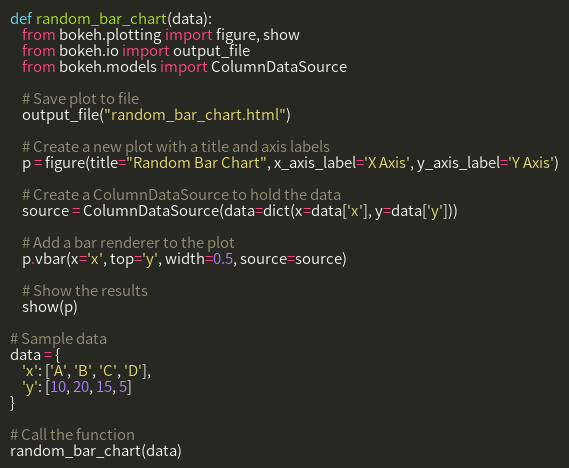 def random_bar_chart(data):
    from bokeh.plotting import figure, show
    from bokeh.io import output_file
    from bokeh.models import ColumnDataSource

    # Save plot to file
    output_file("random_bar_chart.html")

    # Create a new plot with a title and axis labels
    p = figure(title="Random Bar Chart", x_axis_label='X Axis', y_axis_label='Y Axis')

    # Create a ColumnDataSource to hold the data
    source = ColumnDataSource(data=dict(x=data['x'], y=data['y']))

    # Add a bar renderer to the plot
    p.vbar(x='x', top='y', width=0.5, source=source)

    # Show the results
    show(p)

# Sample data
data = {
    'x': ['A', 'B', 'C', 'D'],
    'y': [10, 20, 15, 5]
}

# Call the function
random_bar_chart(data)